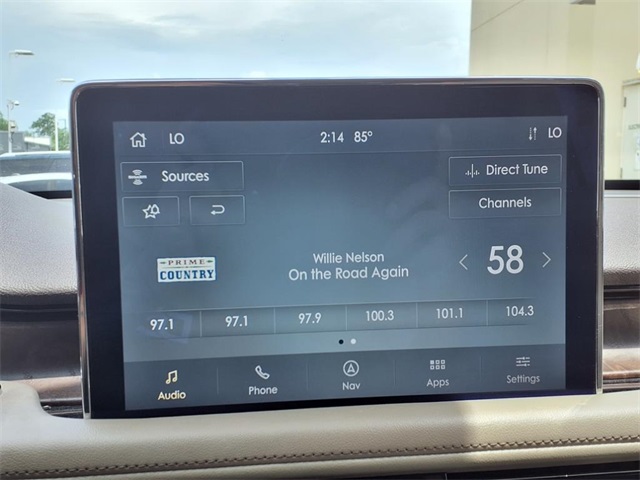 LO 2:14 85° LO
Sources
Direct Tune
Channels
PRIME
COUNTRY
Willie Nelson
On the Road Again
58
97.1 97.1 97.9 100.3 101.1 104.3
Audio Phone Nav Apps Settings